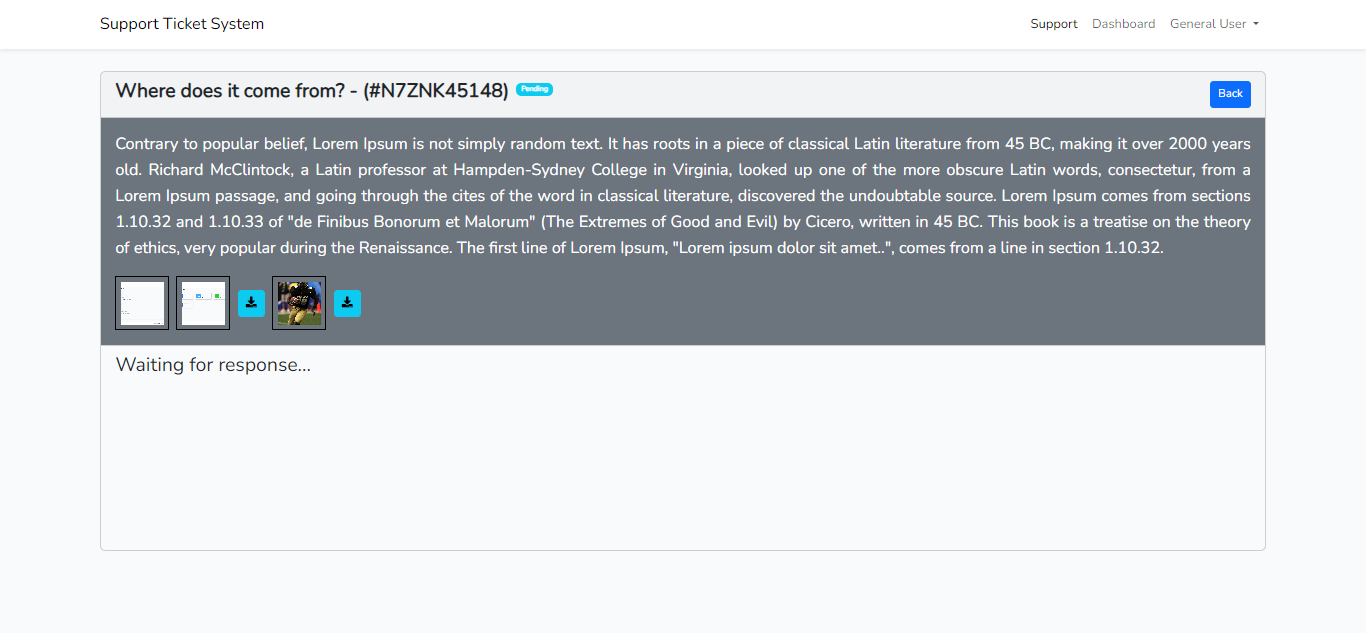 Support Ticket System
Support Dashboard General User
Where does it come from? - (#N7ZNK45148) Pending
Back
Contrary to popular belief, Lorem Ipsum is not simply random text. It has roots in a piece of classical Latin literature from 45 BC, making it over 2000 years
old. Richard McClintock, a Latin professor at Hampden-Sydney College in Virginia, looked up one of the more obscure Latin words, consectetur, from a
Lorem Ipsum passage, and going through the cites of the word in classical literature, discovered the undoubtable source. Lorem Ipsum comes from sections
1.10.32 and 1.10.33 of "de Finibus Bonorum et Malorum" (The Extremes of Good and Evil) by Cicero, written in 45 BC. This book is a treatise on the theory
of ethics, very popular during the Renaissance. The first line of Lorem Ipsum, "Lorem ipsum dolor sit amet..", comes from a line in section 1.10.32.
Waiting for response...